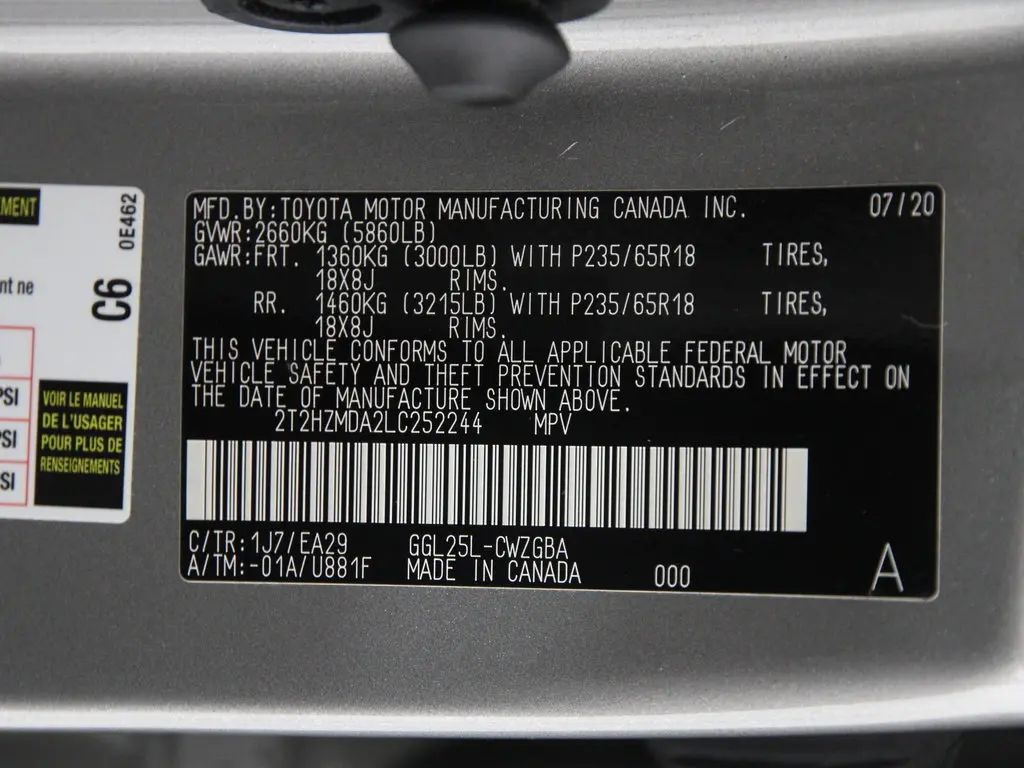 EMENT
0E462
nt ne
C6
PSI
PSI
SI
VOIR LE MANUEL
DE L'USAGER
POUR PLUS DE
RENSEIGNEMENTS
MFD.BY:TOYOTA MOTOR MANUFACTURING CANADA INC. 07/20
GVWR:2660KG (5860LB)
GAWR:FRT. 1360KG (3000LB) WITH P235/65R18 TIRES,
18X8J RIMS.
RR. 1460KG (3215LB) WITH P235/65R18 TIRES,
18X8J RIMS.
THIS VEHICLE CONFORMS TO ALL APPLICABLE FEDERAL MOTOR
VEHICLE SAFETY AND THEFT PREVENTION STANDARDS IN EFFECT ON
THE DATE OF MANUFACTURE SHOWN ABOVE.
2T2HZMDA2LC252244 MPV
C/TR:1J7/EA29 GGL25L-CWZGBA
A/TM:-01A/U881F MADE IN CANADA 000 A